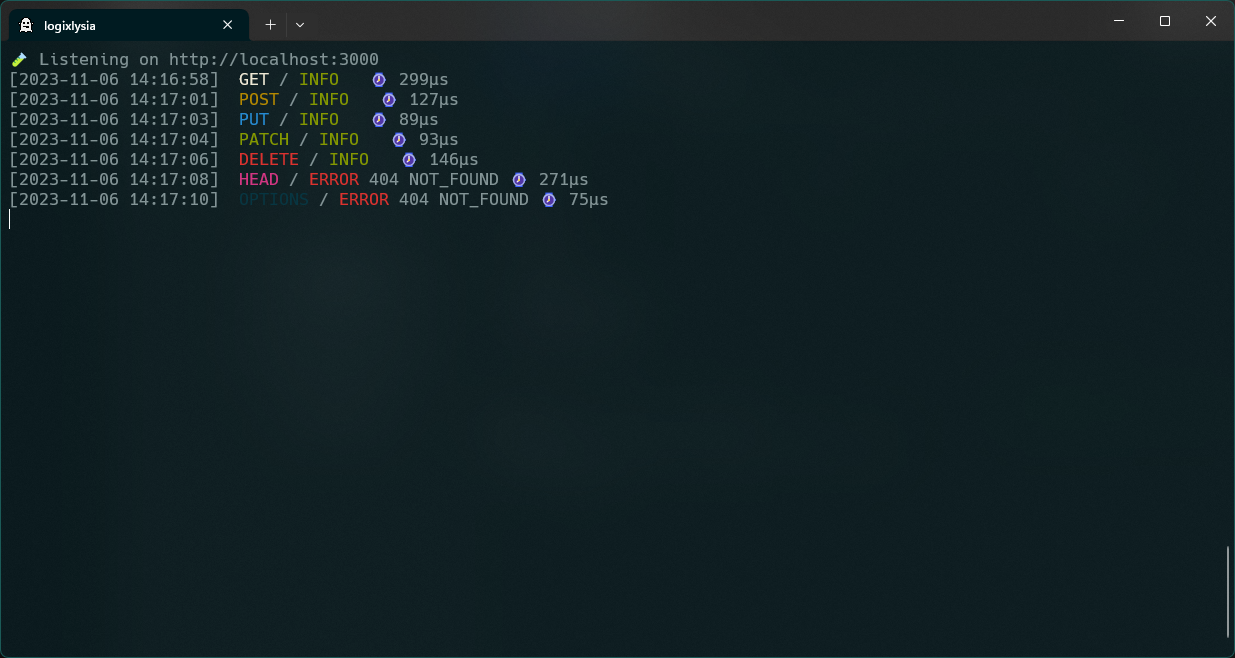 logixlysia
Listening on http://localhost:3000
[2023-11-06 14:16:58] GET / INFO 299µs
[2023-11-06 14:17:01] POST / INFO 127µs
[2023-11-06 14:17:03] PUT / INFO 89µs
[2023-11-06 14:17:04] PATCH / INFO 93µs
[2023-11-06 14:17:06] DELETE / INFO 146µs
[2023-11-06 14:17:08] HEAD / ERROR 404 NOT_FOUND 271µs
[2023-11-06 14:17:10] OPTIONS / ERROR 404 NOT_FOUND 75µs